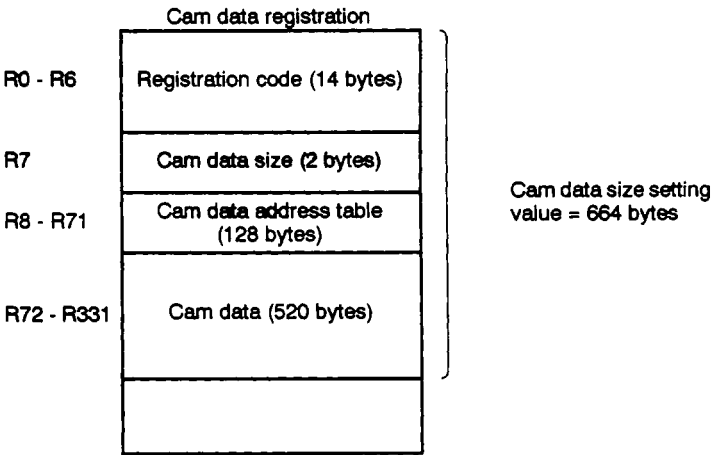 Cam data registration
R0 - R6
Registration code (14 bytes)
R7
Cam data size (2 bytes)
R8 - R71
Cam data address table
(128 bytes)
Cam data size setting
value = 664 bytes
R72 - R331
Cam data (520 bytes)